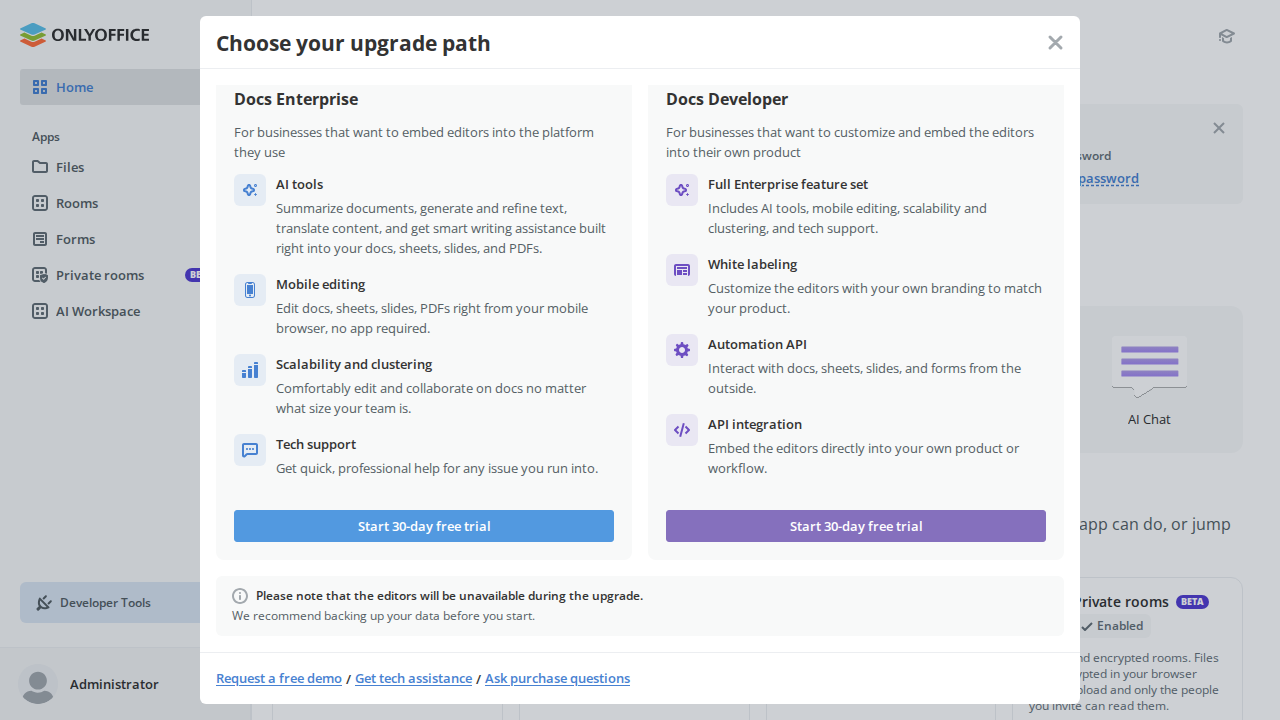 ONLYOFFICE
Home
Apps
Files
Rooms
Forms
Private rooms
AI Workspace
Developer Tools
Administrator
Choose your upgrade path
Docs Enterprise
For businesses that want to embed editors into the platform
they use
AI tools
Summarize documents, generate and refine text,
translate content, and get smart writing assistance built
right into your docs, sheets, slides, and PDFs.
Mobile editing
Edit docs, sheets, slides, PDFs right from your mobile
browser, no app required.
Scalability and clustering
Comfortably edit and collaborate on docs no matter
what size your team is.
Tech support
Get quick, professional help for any issue you run into.
Start 30-day free trial
Docs Developer
For businesses that want to customize and embed the editors
into their own product
Full Enterprise feature set
Includes AI tools, mobile editing, scalability and
clustering, and tech support.
White labeling
Customize the editors with your own branding to match
your product.
Automation API
Interact with docs, sheets, slides, and forms from the
outside.
API integration
Embed the editors directly into your own product or
workflow.
Start 30-day free trial
Please note that the editors will be unavailable during the upgrade.
We recommend backing up your data before you start.
Request a free demo / Get tech assistance / Ask purchase questions
password
AI Chat
app can do, or jump
Private rooms BETA
Enabled
encrypted rooms. Files
in your browser
and only the people
you invite can read them.